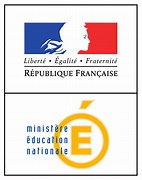 Liberté • Égalité • Fraternité
RÉPUBLIQUE FRANÇAISE
ministère
éducation
nationale
É